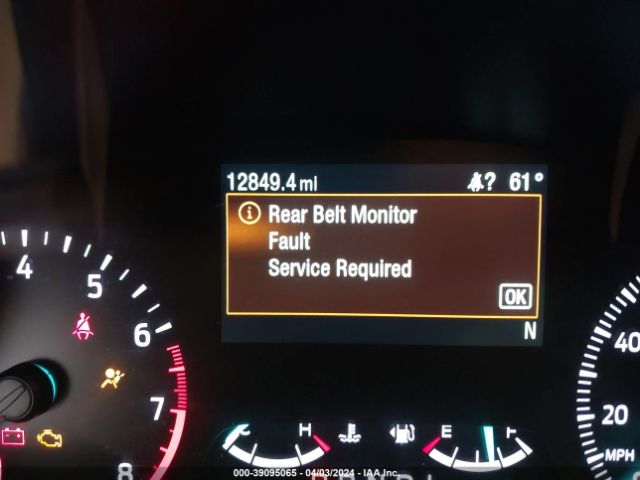 12849.4 mi ? 61°
Rear Belt Monitor
Fault
Service Required
OK
N
4
5
6
7
8
H
E F
40
20
MPH
000-39095065 - 04/03/2024 - IAAI.Inc